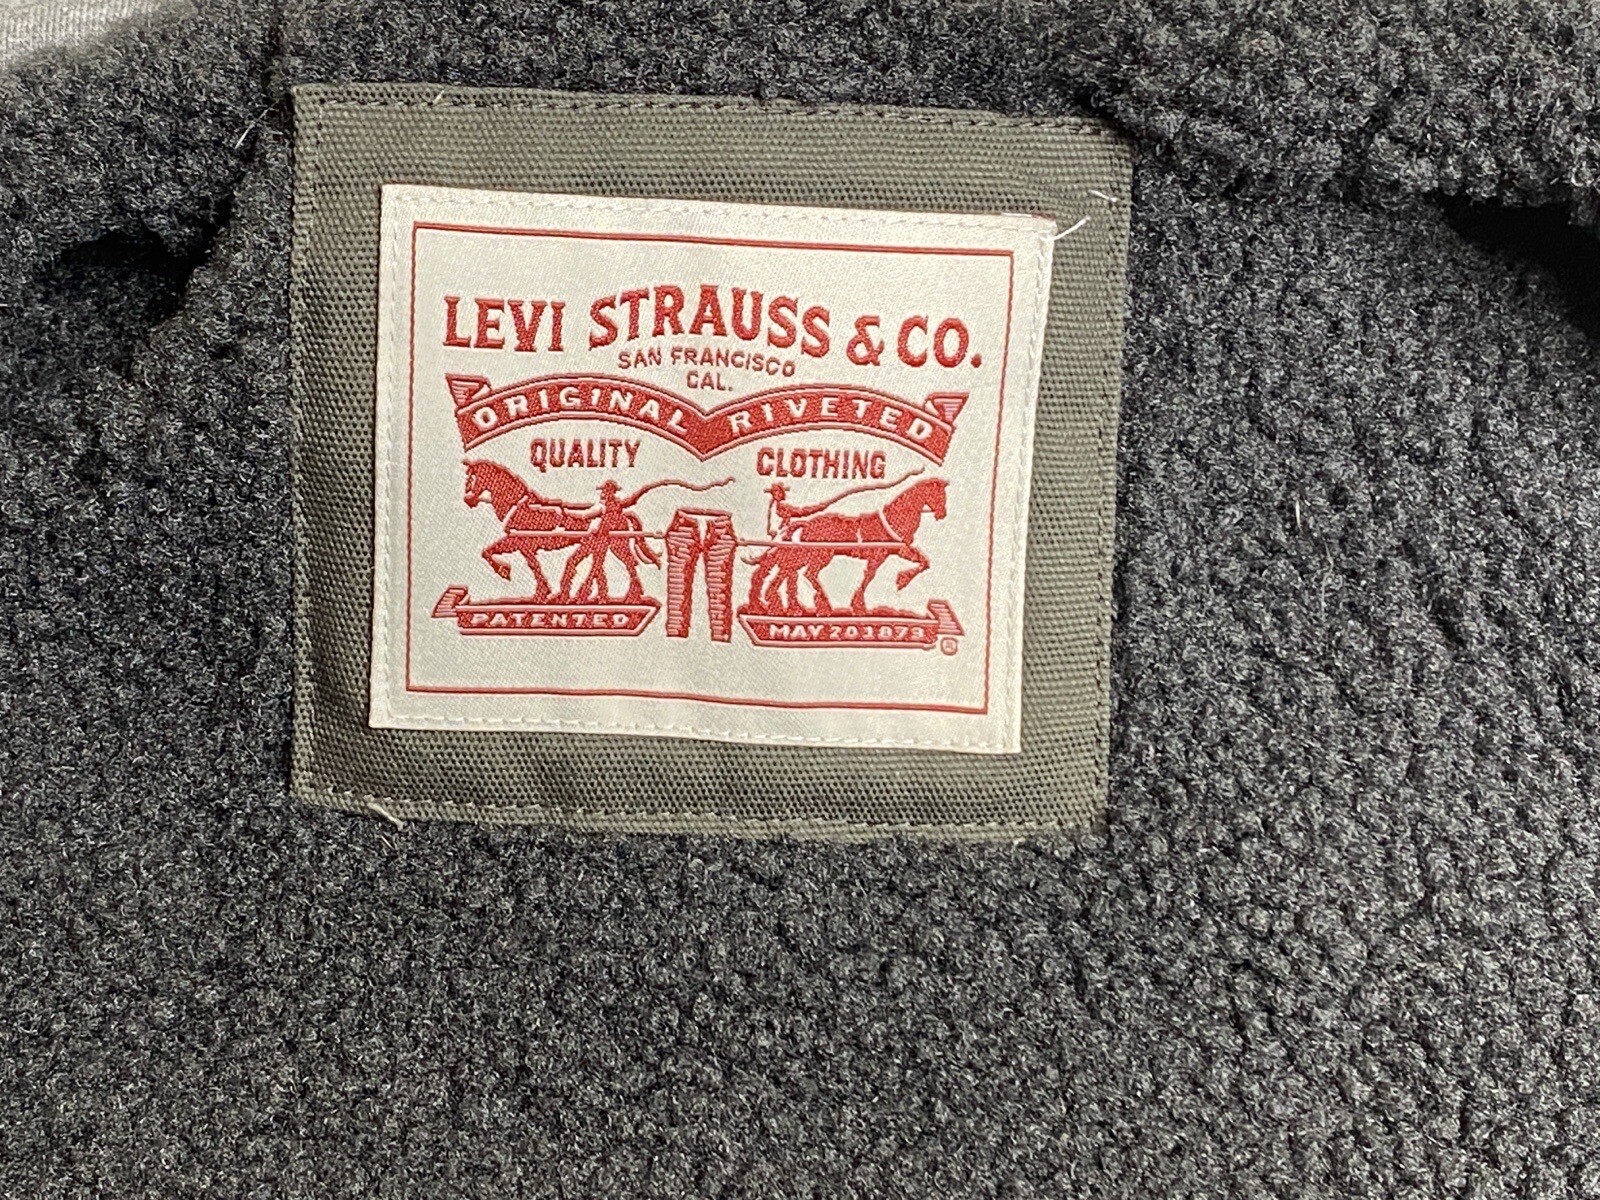 LEVI STRAUSS & CO.
SAN FRANCISCO
CAL.
ORIGINAL RIVETED
QUALITY CLOTHING
PATENTED MAY 20 1873
®